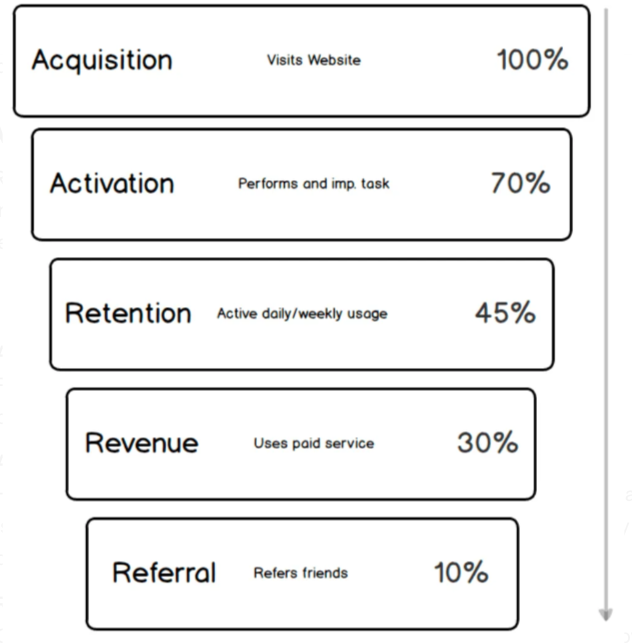 Acquisition Visits Website 100%
Activation Performs and imp. task 70%
Retention Active daily/weekly usage 45%
Revenue Uses paid service 30%
Referral Refers friends 10%